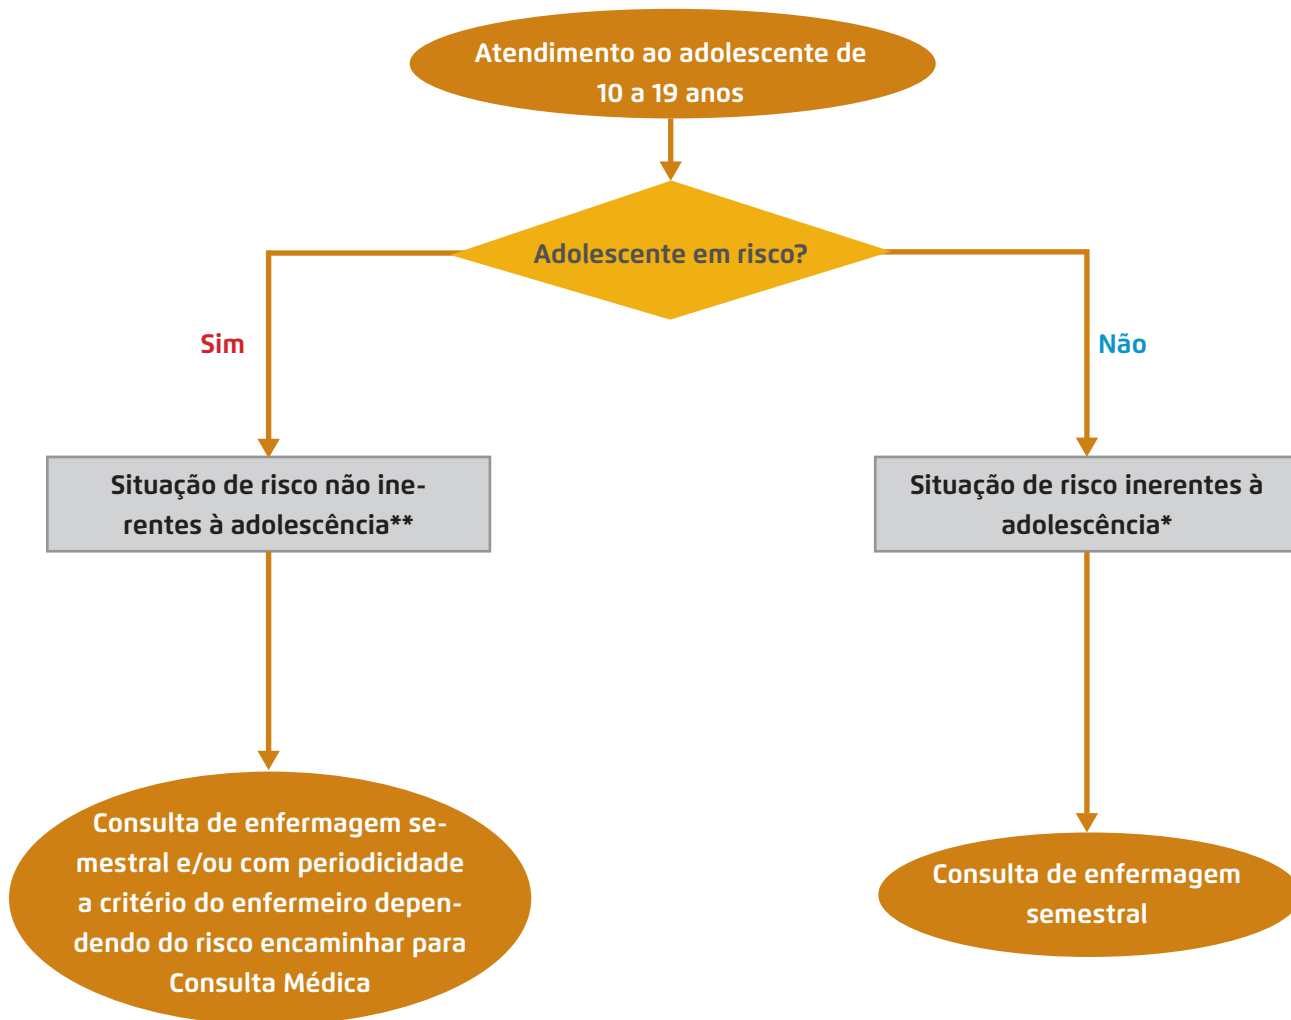 Atendimento ao adolescente de
10 a 19 anos
Adolescente em risco?
Sim
Não
Situação de risco não ine-
rentes à adolescência**
Situação de risco inerentes à
adolescência*
Consulta de enfermagem se-
mestral e/ou com periodicidade
a critério do enfermeiro depen-
dendo do risco encaminhar para
Consulta Médica
Consulta de enfermagem
semestral